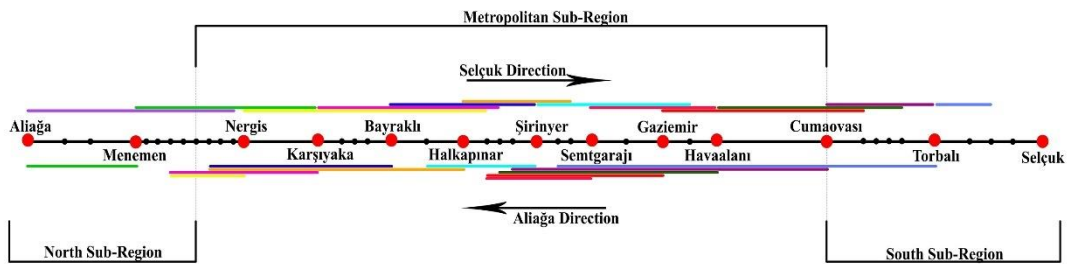 Metropolitan Sub-Region
Selçuk Direction
Aliağa
Nergis
Bayraklı
Şirinyer
Gaziemir
Cumaovası
Menemen
Karşıyaka
Halkapınar
Semtgarajı
Havaalanı
Torbalı
Selçuk
Aliağa Direction
North Sub-Region
South Sub-Region